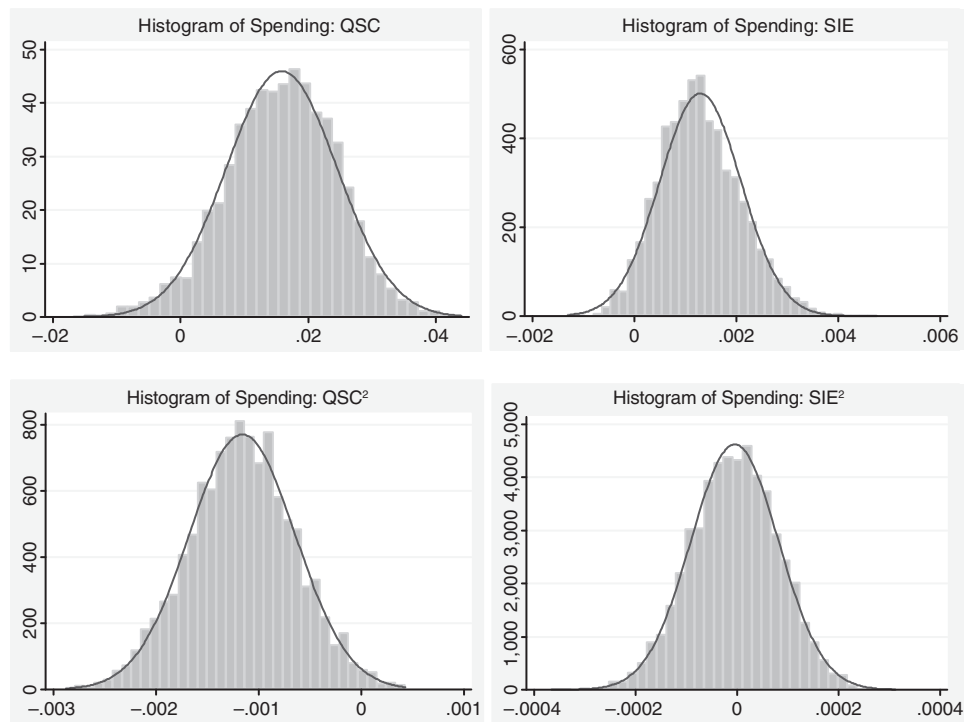 Histogram of Spending: QSC
50
40
30
20
10
0
–.02 0 .02 .04
Histogram of Spending: SIE
600
400
200
0
–.002 0 .002 .004 .006
Histogram of Spending: QSC²
800
600
400
200
0
–.003 –.002 –.001 0 .001
Histogram of Spending: SIE²
5,000
4,000
3,000
2,000
1,000
0
–.0004 –.0002 0 .0002 .0004